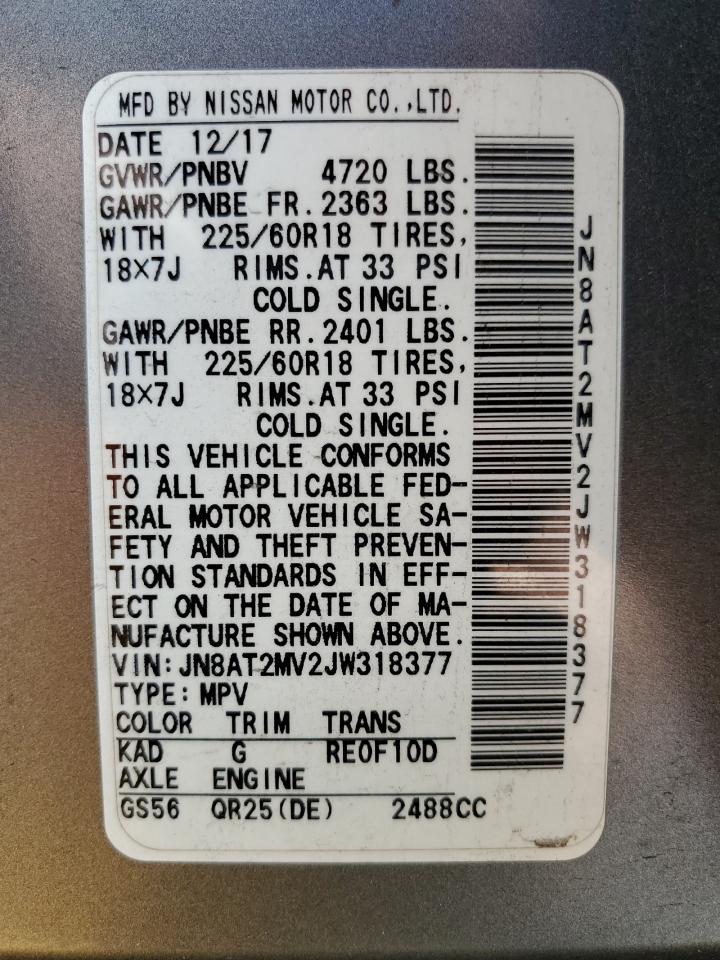 MFD BY NISSAN MOTOR CO.,LTD.
DATE 12/17
GVWR/PNBV 4720 LBS.
GAWR/PNBE FR.2363 LBS.
WITH 225/60R18 TIRES,
18×7J RIMS.AT 33 PSI
COLD SINGLE.
GAWR/PNBE RR.2401 LBS.
WITH 225/60R18 TIRES,
18×7J RIMS.AT 33 PSI
COLD SINGLE.
THIS VEHICLE CONFORMS
TO ALL APPLICABLE FED-
ERAL MOTOR VEHICLE SA-
FETY AND THEFT PREVEN-
TION STANDARDS IN EFF-
ECT ON THE DATE OF MA-
NUFACTURE SHOWN ABOVE.
VIN:JN8AT2MV2JW318377
TYPE:MPV
COLOR TRIM TRANS
KAD G RE0F10D
AXLE ENGINE
GS56 QR25(DE) 2488CC
JN8AT2MV2JW318377